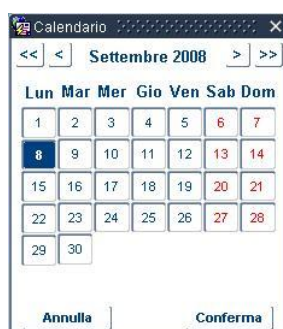 Calendario
<< < Settembre 2008 > >>
Lun Mar Mer Gio Ven Sab Dom
1 2 3 4 5 6 7
8 9 10 11 12 13 14
15 16 17 18 19 20 21
22 23 24 25 26 27 28
29 30
Annulla Conferma